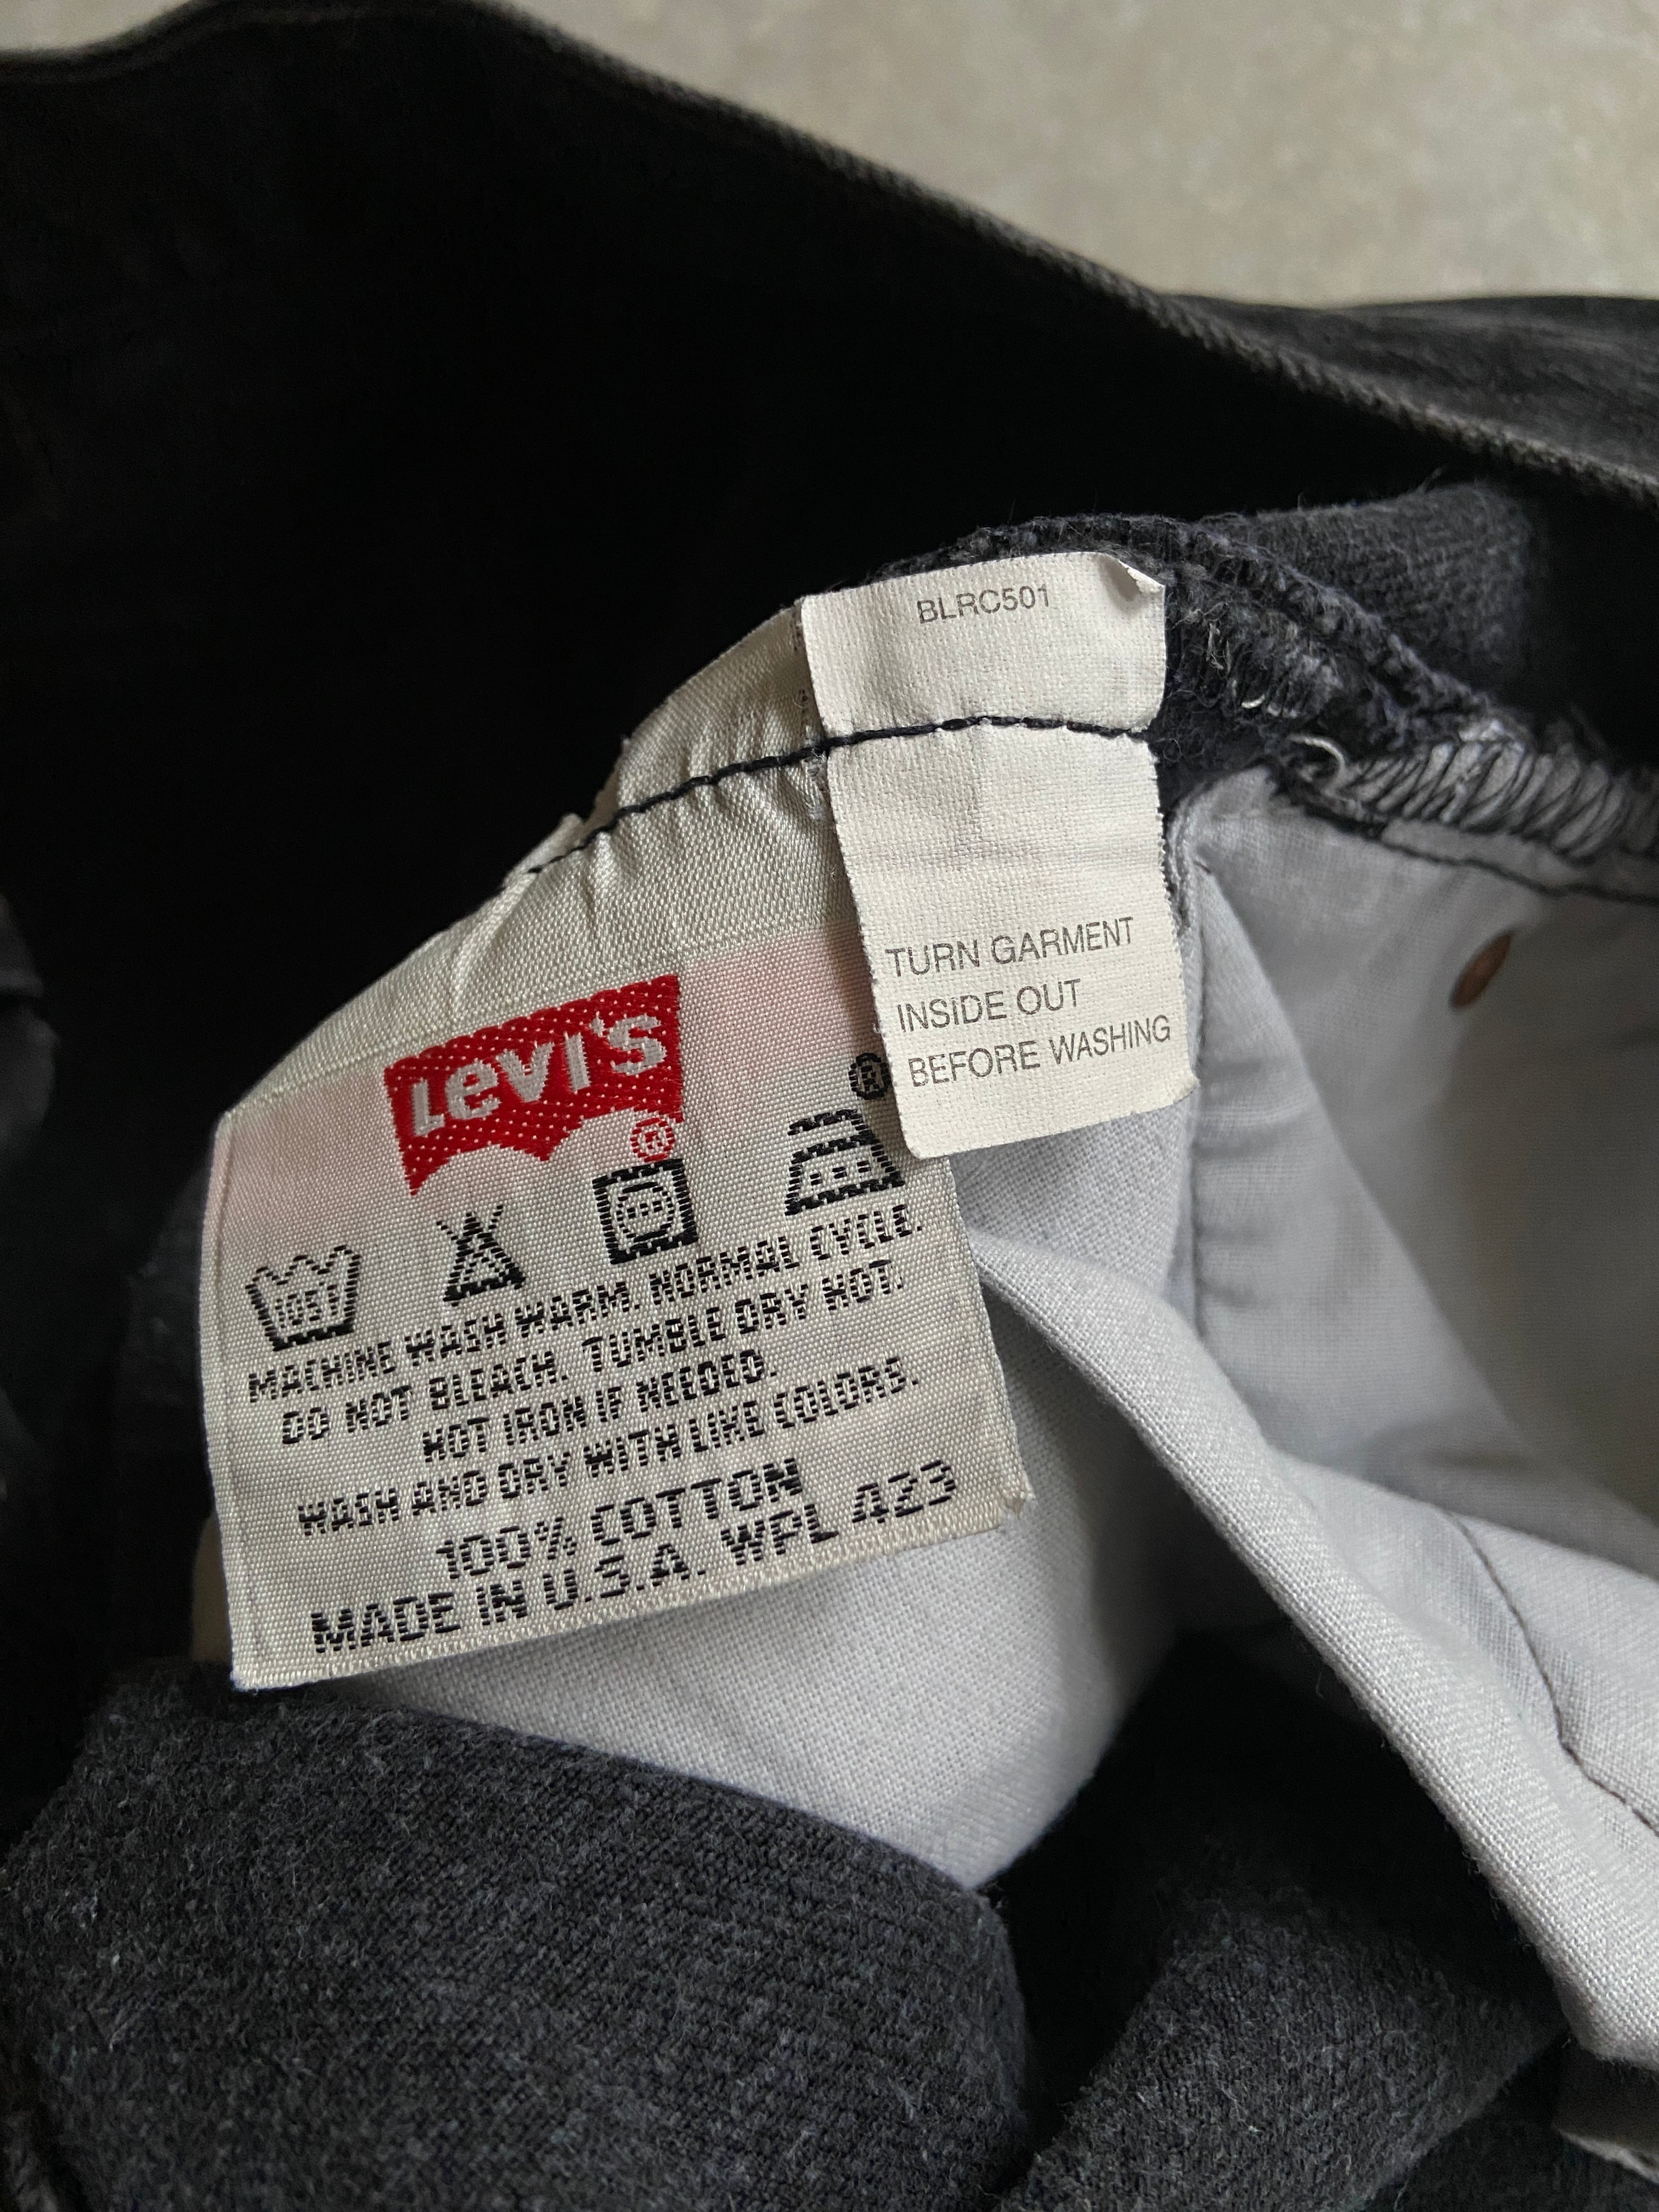 BLRC501
TURN GARMENT
INSIDE OUT
BEFORE WASHING
Levi's
®
®
105T
MACHINE WASH WARM. NORMAL CYCLE.
DO NOT BLEACH. TUMBLE DRY HOT.
HOT IRON IF NEEDED.
WASH AND DRY WITH LIKE COLORS.
100% COTTON
MADE IN U.S.A. WPL 423